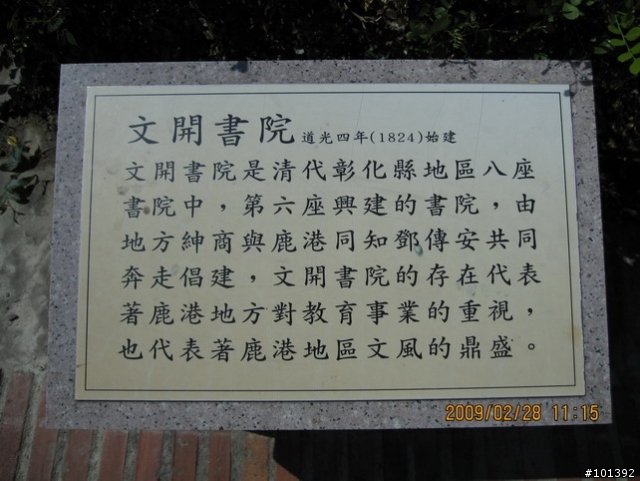 文開書院 道光四年(1824)始建
文開書院是清代彰化縣地區八座
書院中，第六座興建的書院，由
地方紳商與鹿港同知鄧傳安共同
奔走倡建，文開書院的存在代表
著鹿港地方對教育事業的重視，
也代表著鹿港地區文風的鼎盛。
2009/02/28 11:15
#101392